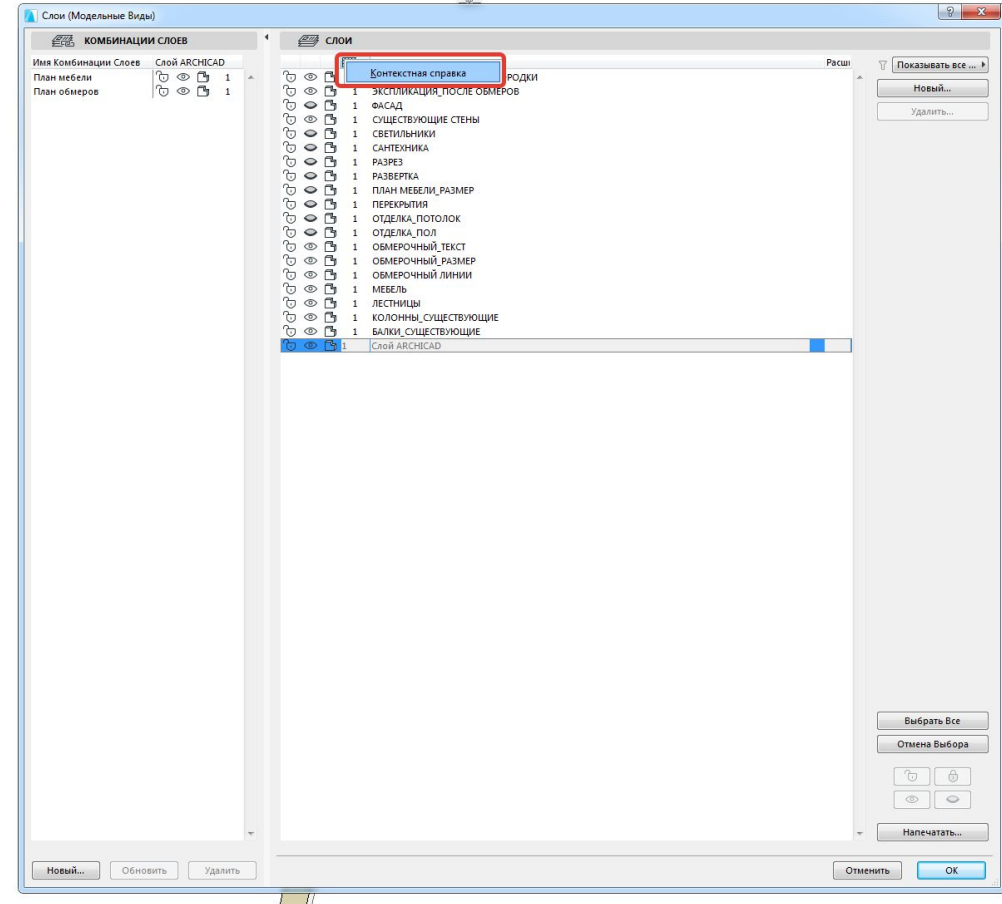 Слои (Модельные Виды)
КОМБИНАЦИИ СЛОЕВ
Имя Комбинации Слоев Слой ARCHICAD
План мебели 1
План обмеров 1
СЛОИ
Расши
Контекстная справка
РОДКИ
1 ЭКСПЛИКАЦИЯ_ПОСЛЕ ОБМЕРОВ
1 ФАСАД
1 СУЩЕСТВУЮЩИЕ СТЕНЫ
1 СВЕТИЛЬНИКИ
1 САНТЕХНИКА
1 РАЗРЕЗ
1 РАЗВЕРТКА
1 ПЛАН МЕБЕЛИ_РАЗМЕР
1 ПЕРЕКРЫТИЯ
1 ОТДЕЛКА_ПОТОЛОК
1 ОТДЕЛКА_ПОЛ
1 ОБМЕРОЧНЫЙ_ТЕКСТ
1 ОБМЕРОЧНЫЙ_РАЗМЕР
1 ОБМЕРОЧНЫЙ ЛИНИИ
1 МЕБЕЛЬ
1 ЛЕСТНИЦЫ
1 КОЛОННЫ_СУЩЕСТВУЮЩИЕ
1 БАЛКИ_СУЩЕСТВУЮЩИЕ
1 Слой ARCHICAD
Показывать все ...
Новый...
Удалить...
Выбрать Все
Отмена Выбора
Напечатать...
Новый... Обновить Удалить
Отменить OK